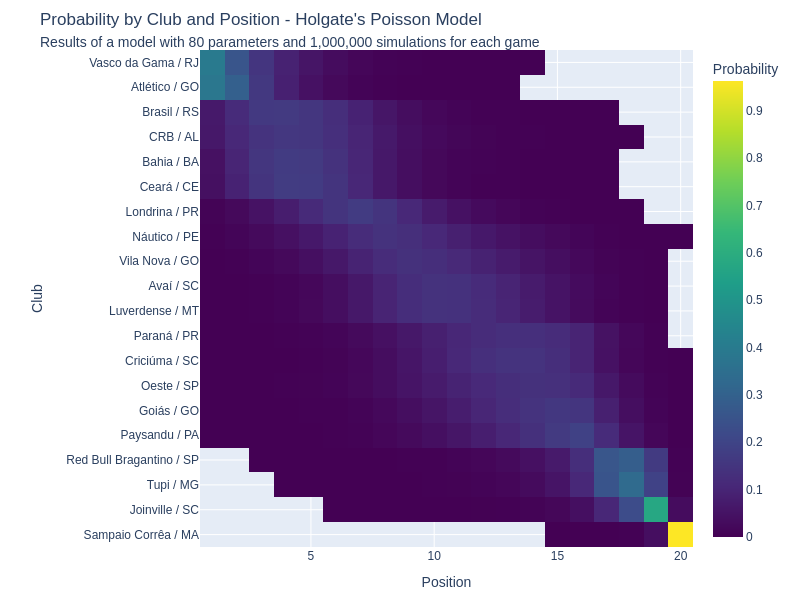 Probability by Club and Position - Holgate's Poisson Model
Results of a model with 80 parameters and 1,000,000 simulations for each game
Probability
Vasco da Gama / RJ
Atlético / GO
Brasil / RS
CRB / AL
Bahia / BA
Ceará / CE
Londrina / PR
Náutico / PE
Vila Nova / GO
Avaí / SC
Luverdense / MT
Paraná / PR
Criciúma / SC
Oeste / SP
Goiás / GO
Paysandu / PA
Red Bull Bragantino / SP
Tupi / MG
Joinville / SC
Sampaio Corrêa / MA
Club
5
10
15
20
Position
0.9
0.8
0.7
0.6
0.5
0.4
0.3
0.2
0.1
0